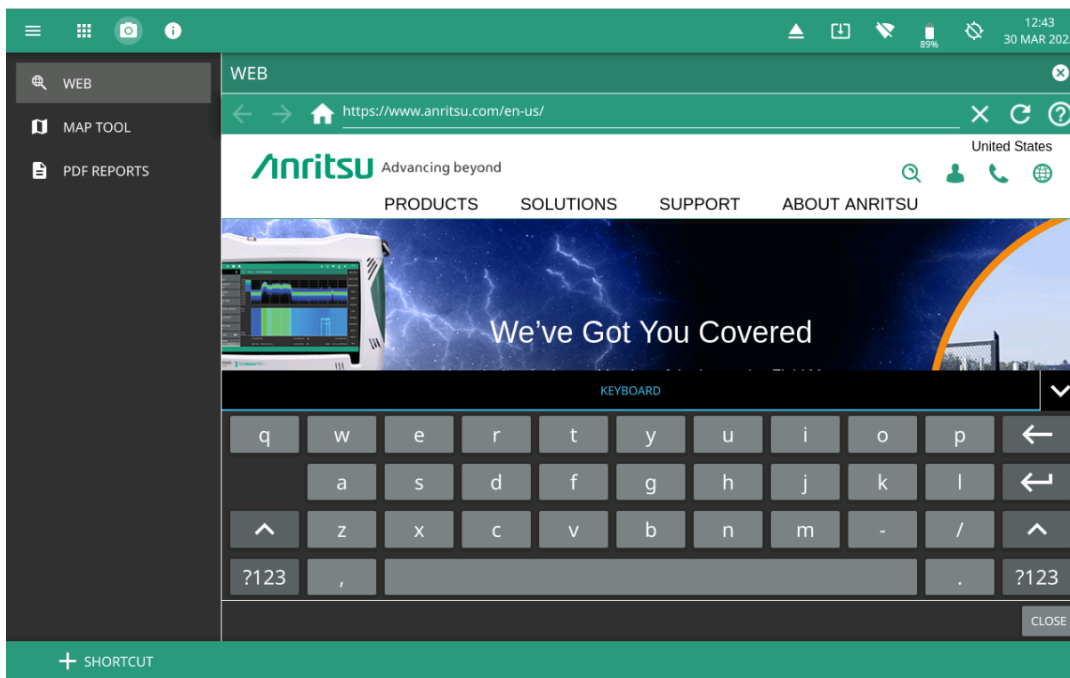 12:43
89%
30 MAR 202
WEB
MAP TOOL
PDF REPORTS
WEB
https://www.anritsu.com/en-us/
United States
Anritsu Advancing beyond
PRODUCTS SOLUTIONS SUPPORT ABOUT ANRITSU
We've Got You Covered
KEYBOARD
q w e r t y u i o p
a s d f g h j k l
z x c v b n m - /
?123 , . ?123
CLOSE
SHORTCUT